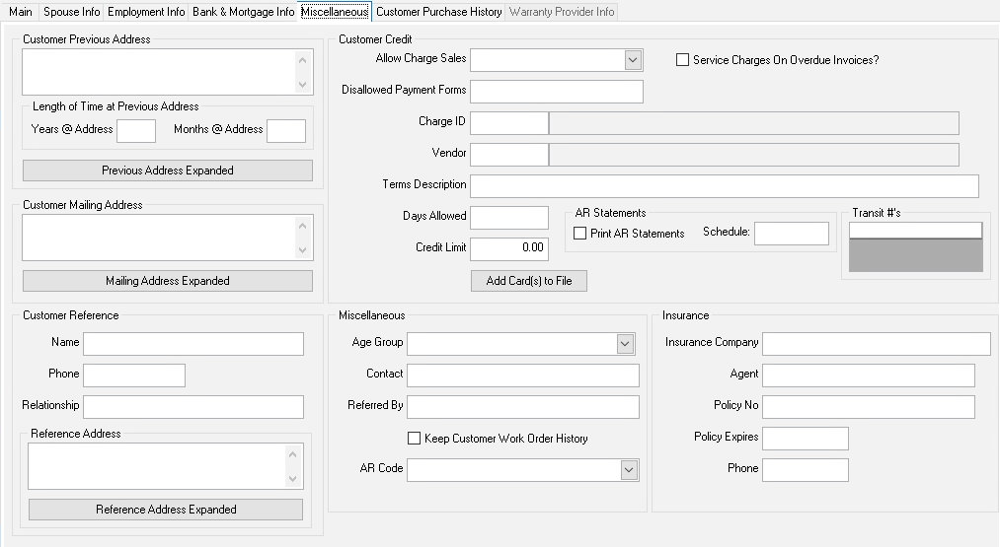 Main Spouse Info Employment Info Bank & Mortgage Info Miscellaneous Customer Purchase History Warranty Provider Info
Customer Previous Address
Length of Time at Previous Address
Years @ Address Months @ Address
Previous Address Expanded
Customer Mailing Address
Mailing Address Expanded
Customer Credit
Allow Charge Sales Service Charges On Overdue Invoices?
Disallowed Payment Forms
Charge ID
Vendor
Terms Description
Days Allowed
Credit Limit 0.00
Add Card(s) to File
AR Statements
Print AR Statements Schedule:
Transit #'s
Customer Reference
Name
Phone
Relationship
Reference Address
Reference Address Expanded
Miscellaneous
Age Group
Contact
Referred By
Keep Customer Work Order History
AR Code
Insurance
Insurance Company
Agent
Policy No
Policy Expires
Phone